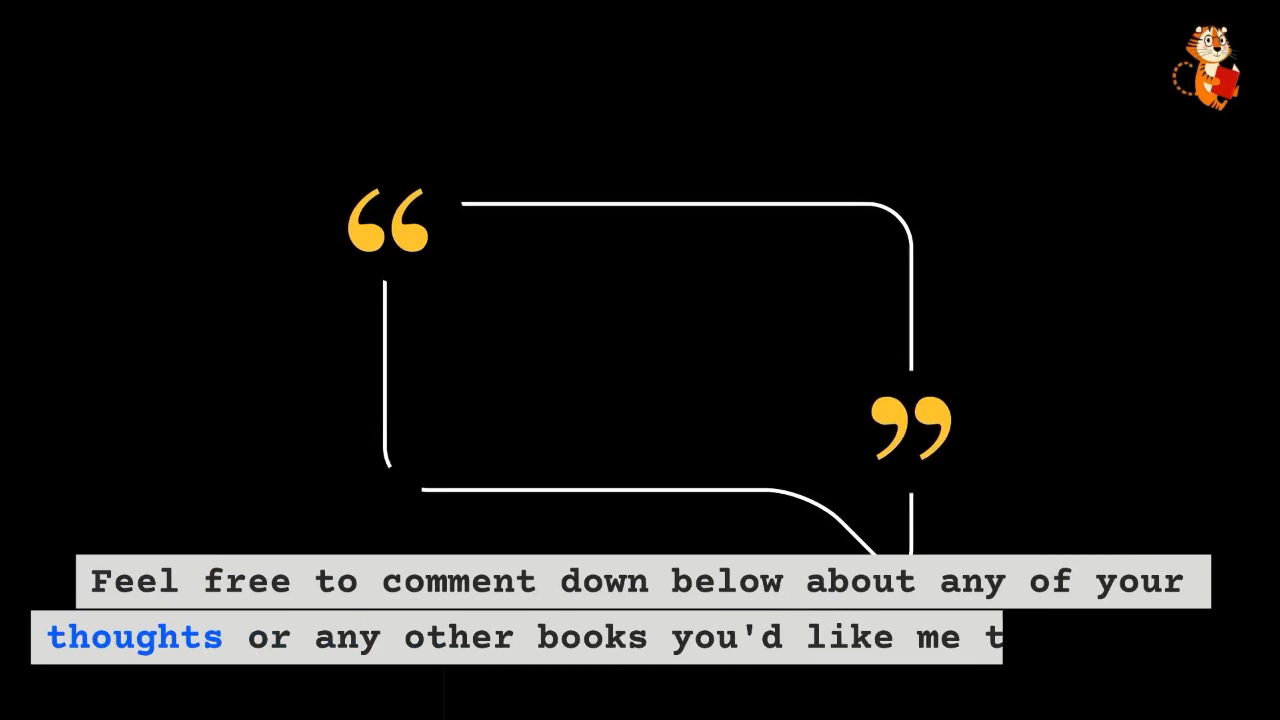 “
”
Feel free to comment down below about any of your
thoughts or any other books you'd like me t